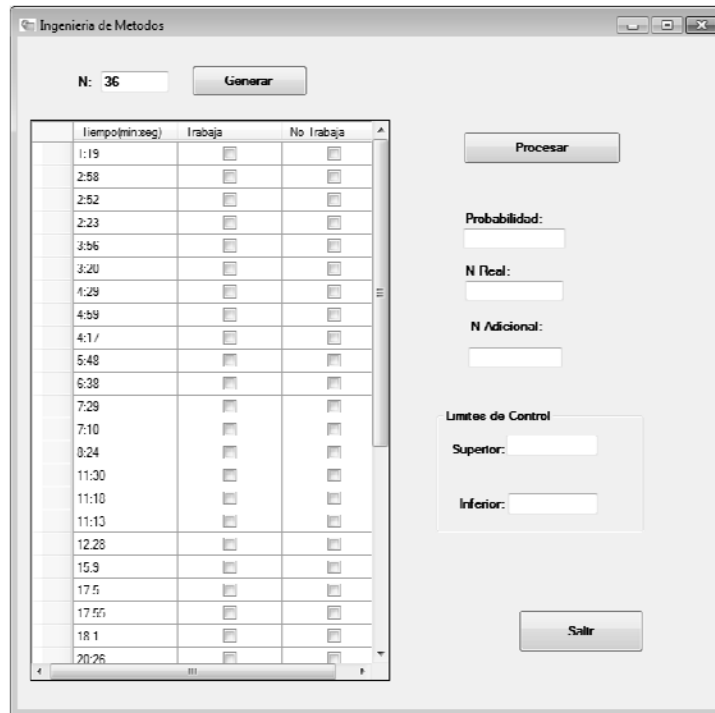 Ingenieria de Metodos
N: 36
Generar
Tiempo(min:seg) Trabaja No Trabaja
1:19
2:58
2:52
2:23
3:56
3:20
4:29
4:59
4:17
5:48
6:38
7:29
7:10
8:24
11:30
11:10
11:13
12:28
15:9
17:5
17:55
18:1
20:26
Procesar
Probabilidad:
N Real:
N Adicional:
Limites de Control
Superior:
Inferior:
Salir